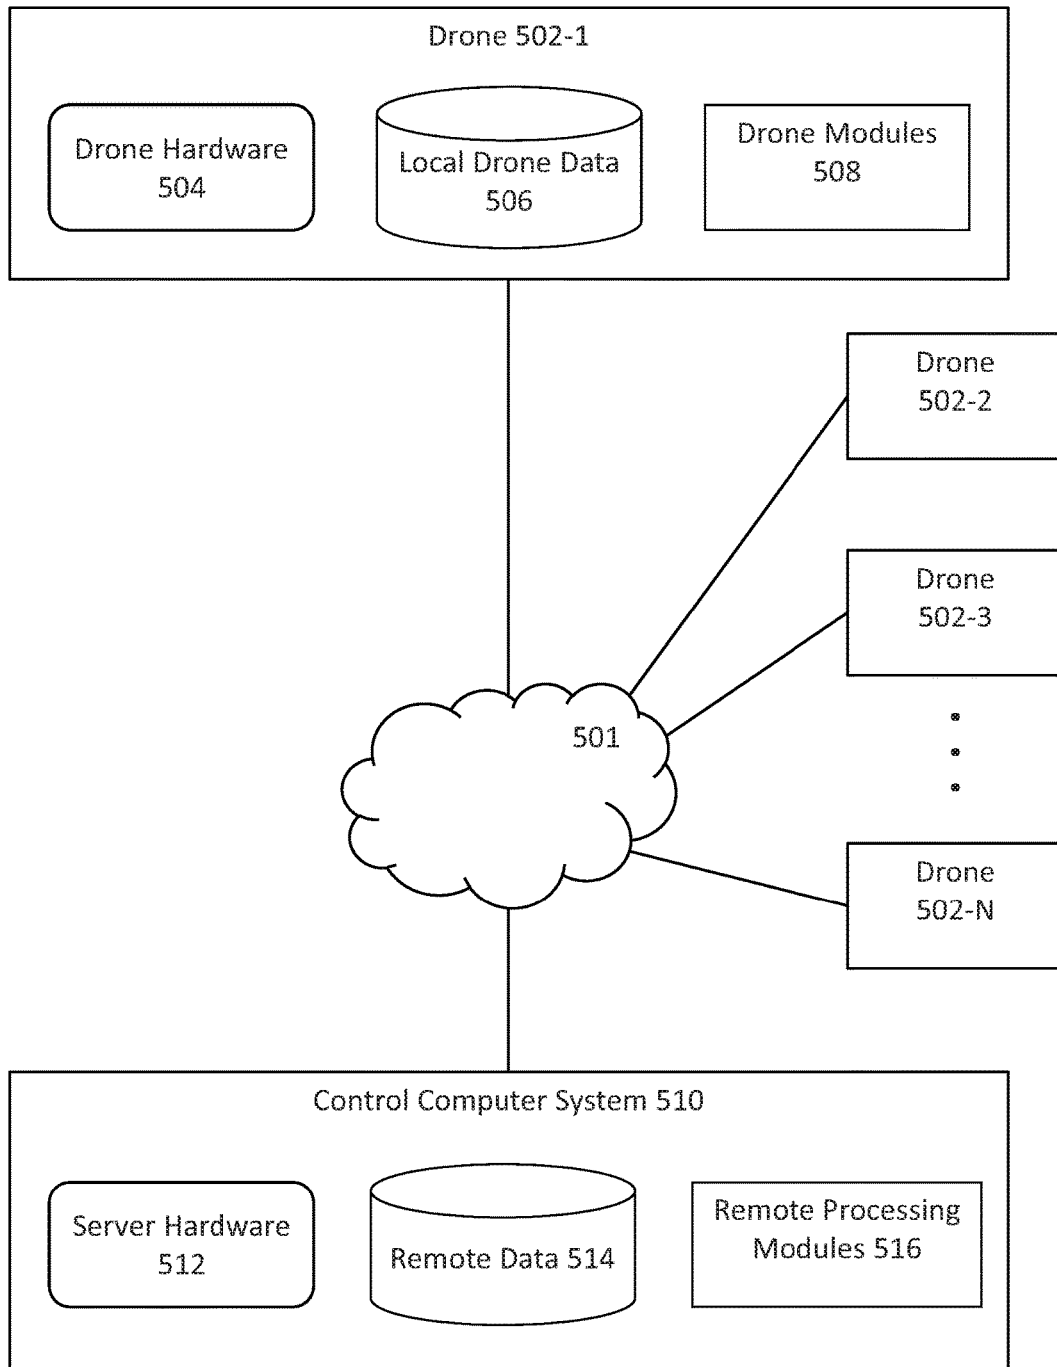 Drone 502-1
Drone Hardware
504
Local Drone Data
506
Drone Modules
508
Drone
502-2
Drone
502-3
501
Drone
502-N
Control Computer System 510
Server Hardware
512
Remote Data 514
Remote Processing
Modules 516